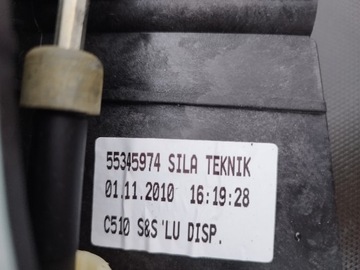 55345974 SILA TEKNIK
01.11.2010 16:19:28
C510 S&S'LU DISP.